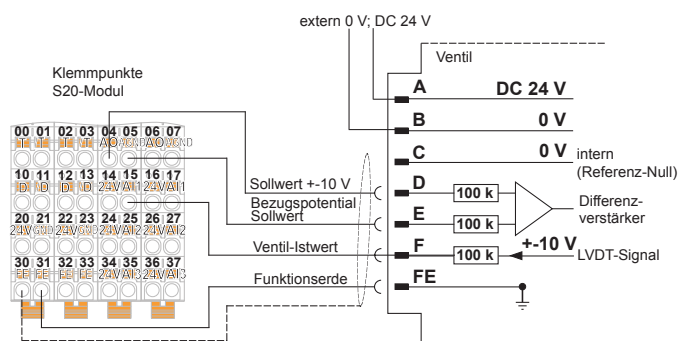 extern 0 V; DC 24 V
Ventil
Klemmpunkte
S20-Modul
A DC 24 V
B 0 V
C 0 V intern
(Referenz-Null)
00 01 02 03 04 05 06 07
AO AGND AO AGND
10 11 12 13 14 15 16 17
D D D D 24V AI1 24V AI1
20 21 22 23 24 25 26 27
24V GND 24V GND 24V AI2 24V AI2
30 31 32 33 34 35 36 37
FE FE FE FE 24V AI3 24V AI3
Sollwert +-10 V
D 100 k
Bezugspotential
Sollwert
E 100 k
Differenz-
verstärker
Ventil-Istwert
F 100 k +-10 V LVDT-Signal
Funktionserde
FE